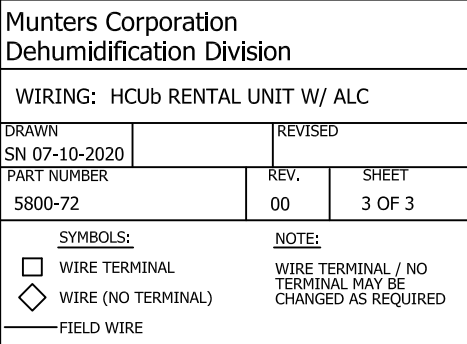 Munters Corporation
Dehumidification Division
WIRING: HCUb RENTAL UNIT W/ ALC
DRAWN
REVISED
SN 07-10-2020
PART NUMBER
REV.
SHEET
5800-72
00
3 OF 3
SYMBOLS:
WIRE TERMINAL
WIRE (NO TERMINAL)
FIELD WIRE
NOTE:
WIRE TERMINAL / NO
TERMINAL MAY BE
CHANGED AS REQUIRED